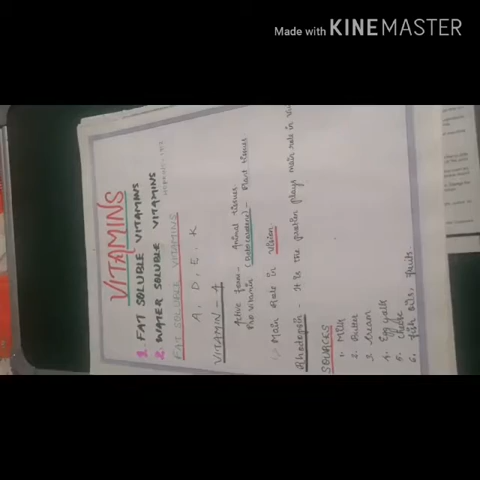 Made with KINEMASTER
VITAMINS
1. FAT SOLUBLE VITAMINS
2. WATER SOLUBLE VITAMINS
FAT SOLUBLE VITAMINS
A, D, E, K
VITAMIN - A
Active form - Animal tissues
Pro vitamin (Bcarotene) - Plant tissues
Main Role in Vision
Rhodopsin - It is the protein plays main role in
SOURCES
1. Milk
2. Butter
3. Cream
4. Egg yolk
5. cheese
6. fish oils, fruits.